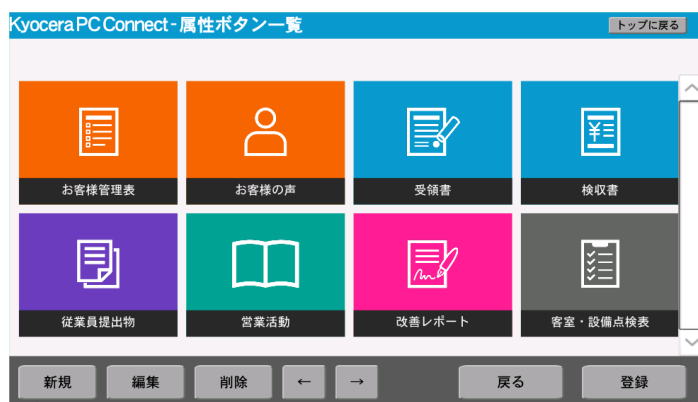 Kyocera PC Connect - 属性ボタン一覧
トップに戻る
お客様管理表
お客様の声
受領書
¥
検収書
従業員提出物
営業活動
改善レポート
客室・設備点検表
新規
編集
削除
←
→
戻る
登録